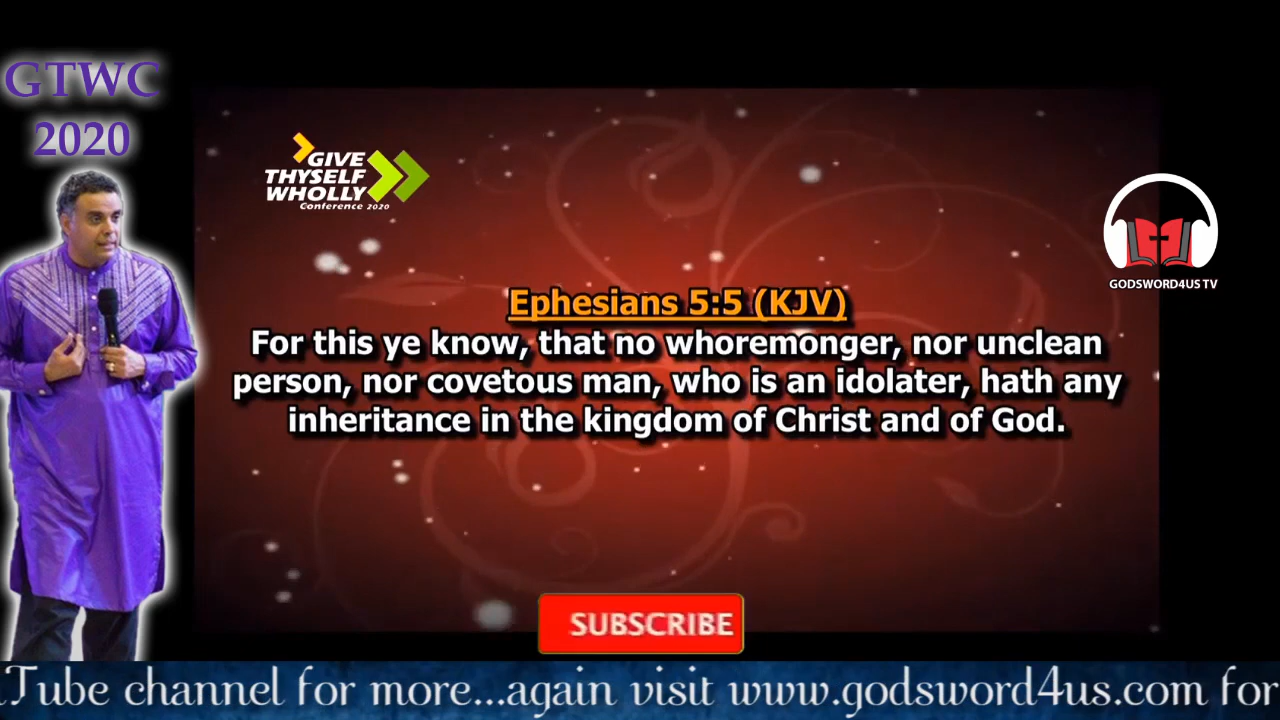 GTWC
2020
GIVE
THYSELF
WHOLLY
Conference 2020
GODSWORD4US TV
Ephesians 5:5 (KJV)
For this ye know, that no whoremonger, nor unclean
person, nor covetous man, who is an idolater, hath any
inheritance in the kingdom of Christ and of God.
SUBSCRIBE
Tube channel for more...again visit www.godsword4us.com for